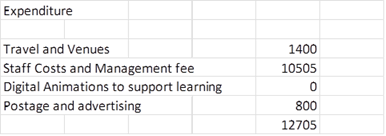 Expenditure
Travel and Venues 1400
Staff Costs and Management fee 10505
Digital Animations to support learning 0
Postage and advertising 800
12705